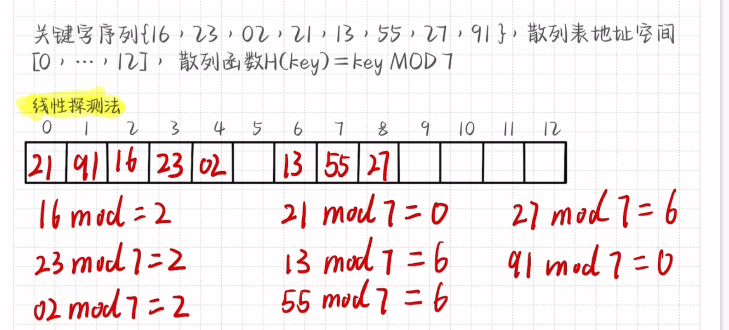 关键字序列{16，23，02，21，13，55，27，91}，散列表地址空间
[0，…，12]，散列函数H(key)=key MOD 7
线性探测法
0 1 2 3 4 5 6 7 8 9 10 11 12
21 91 16 23 02 13 55 27
16 mod = 2 21 mod 7 = 0 27 mod 7 = 6
23 mod 7 = 2 13 mod 7 = 6 91 mod 7 = 0
02 mod 7 = 2 55 mod 7 = 6